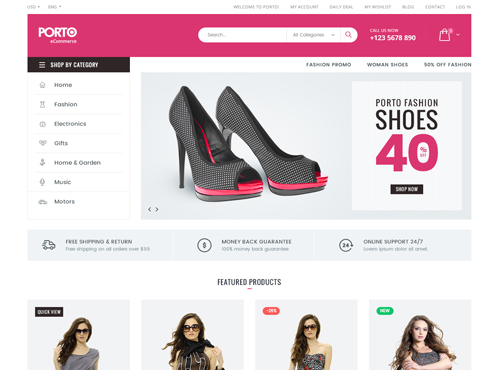 USD ENG WELCOME TO PORTO! MY ACCOUNT DAILY DEAL MY WISHLIST BLOG CONTACT LOG IN
PORTO
eCommerce
Search... All Categories
CALL US NOW
+123 5678 890
0
SHOP BY CATEGORY
FASHION PROMO WOMAN SHOES 50% OFF FASHION
Home
Fashion
Electronics
Gifts
Home & Garden
Music
Motors
PORTO FASHION
SHOES
40 % OFF
SHOP NOW
FREE SHIPPING & RETURN
Free shipping on all orders over $99.
$
MONEY BACK GUARANTEE
100% money back guarantee.
24
ONLINE SUPPORT 24/7
Lorem ipsum dolor sit amet.
FEATURED PRODUCTS
QUICK VIEW
NEW